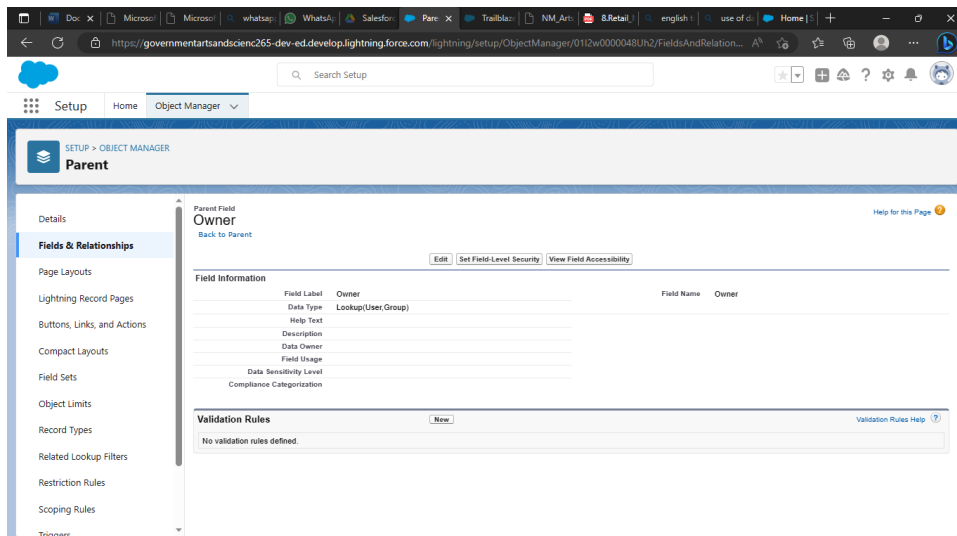 Doc
Microsof
Microsof
whatsap
WhatsAp
Salesforc
Pare
Trailblaze
NM_Arts
8.Retail_
english t
use of da
Home | S
https://governmentartsandscienc265-dev-ed.develop.lightning.force.com/lightning/setup/ObjectManager/01I2w0000048Uh2/FieldsAndRelation...
Search Setup
Setup
Home
Object Manager
SETUP > OBJECT MANAGER
Parent
Details
Fields & Relationships
Page Layouts
Lightning Record Pages
Buttons, Links, and Actions
Compact Layouts
Field Sets
Object Limits
Record Types
Related Lookup Filters
Restriction Rules
Scoping Rules
Triggers
Parent Field
Owner
Back to Parent
Help for this Page
Edit
Set Field-Level Security
View Field Accessibility
Field Information
Field Label Owner
Field Name Owner
Data Type Lookup(User,Group)
Help Text
Description
Data Owner
Field Usage
Data Sensitivity Level
Compliance Categorization
Validation Rules
New
Validation Rules Help ?
No validation rules defined.